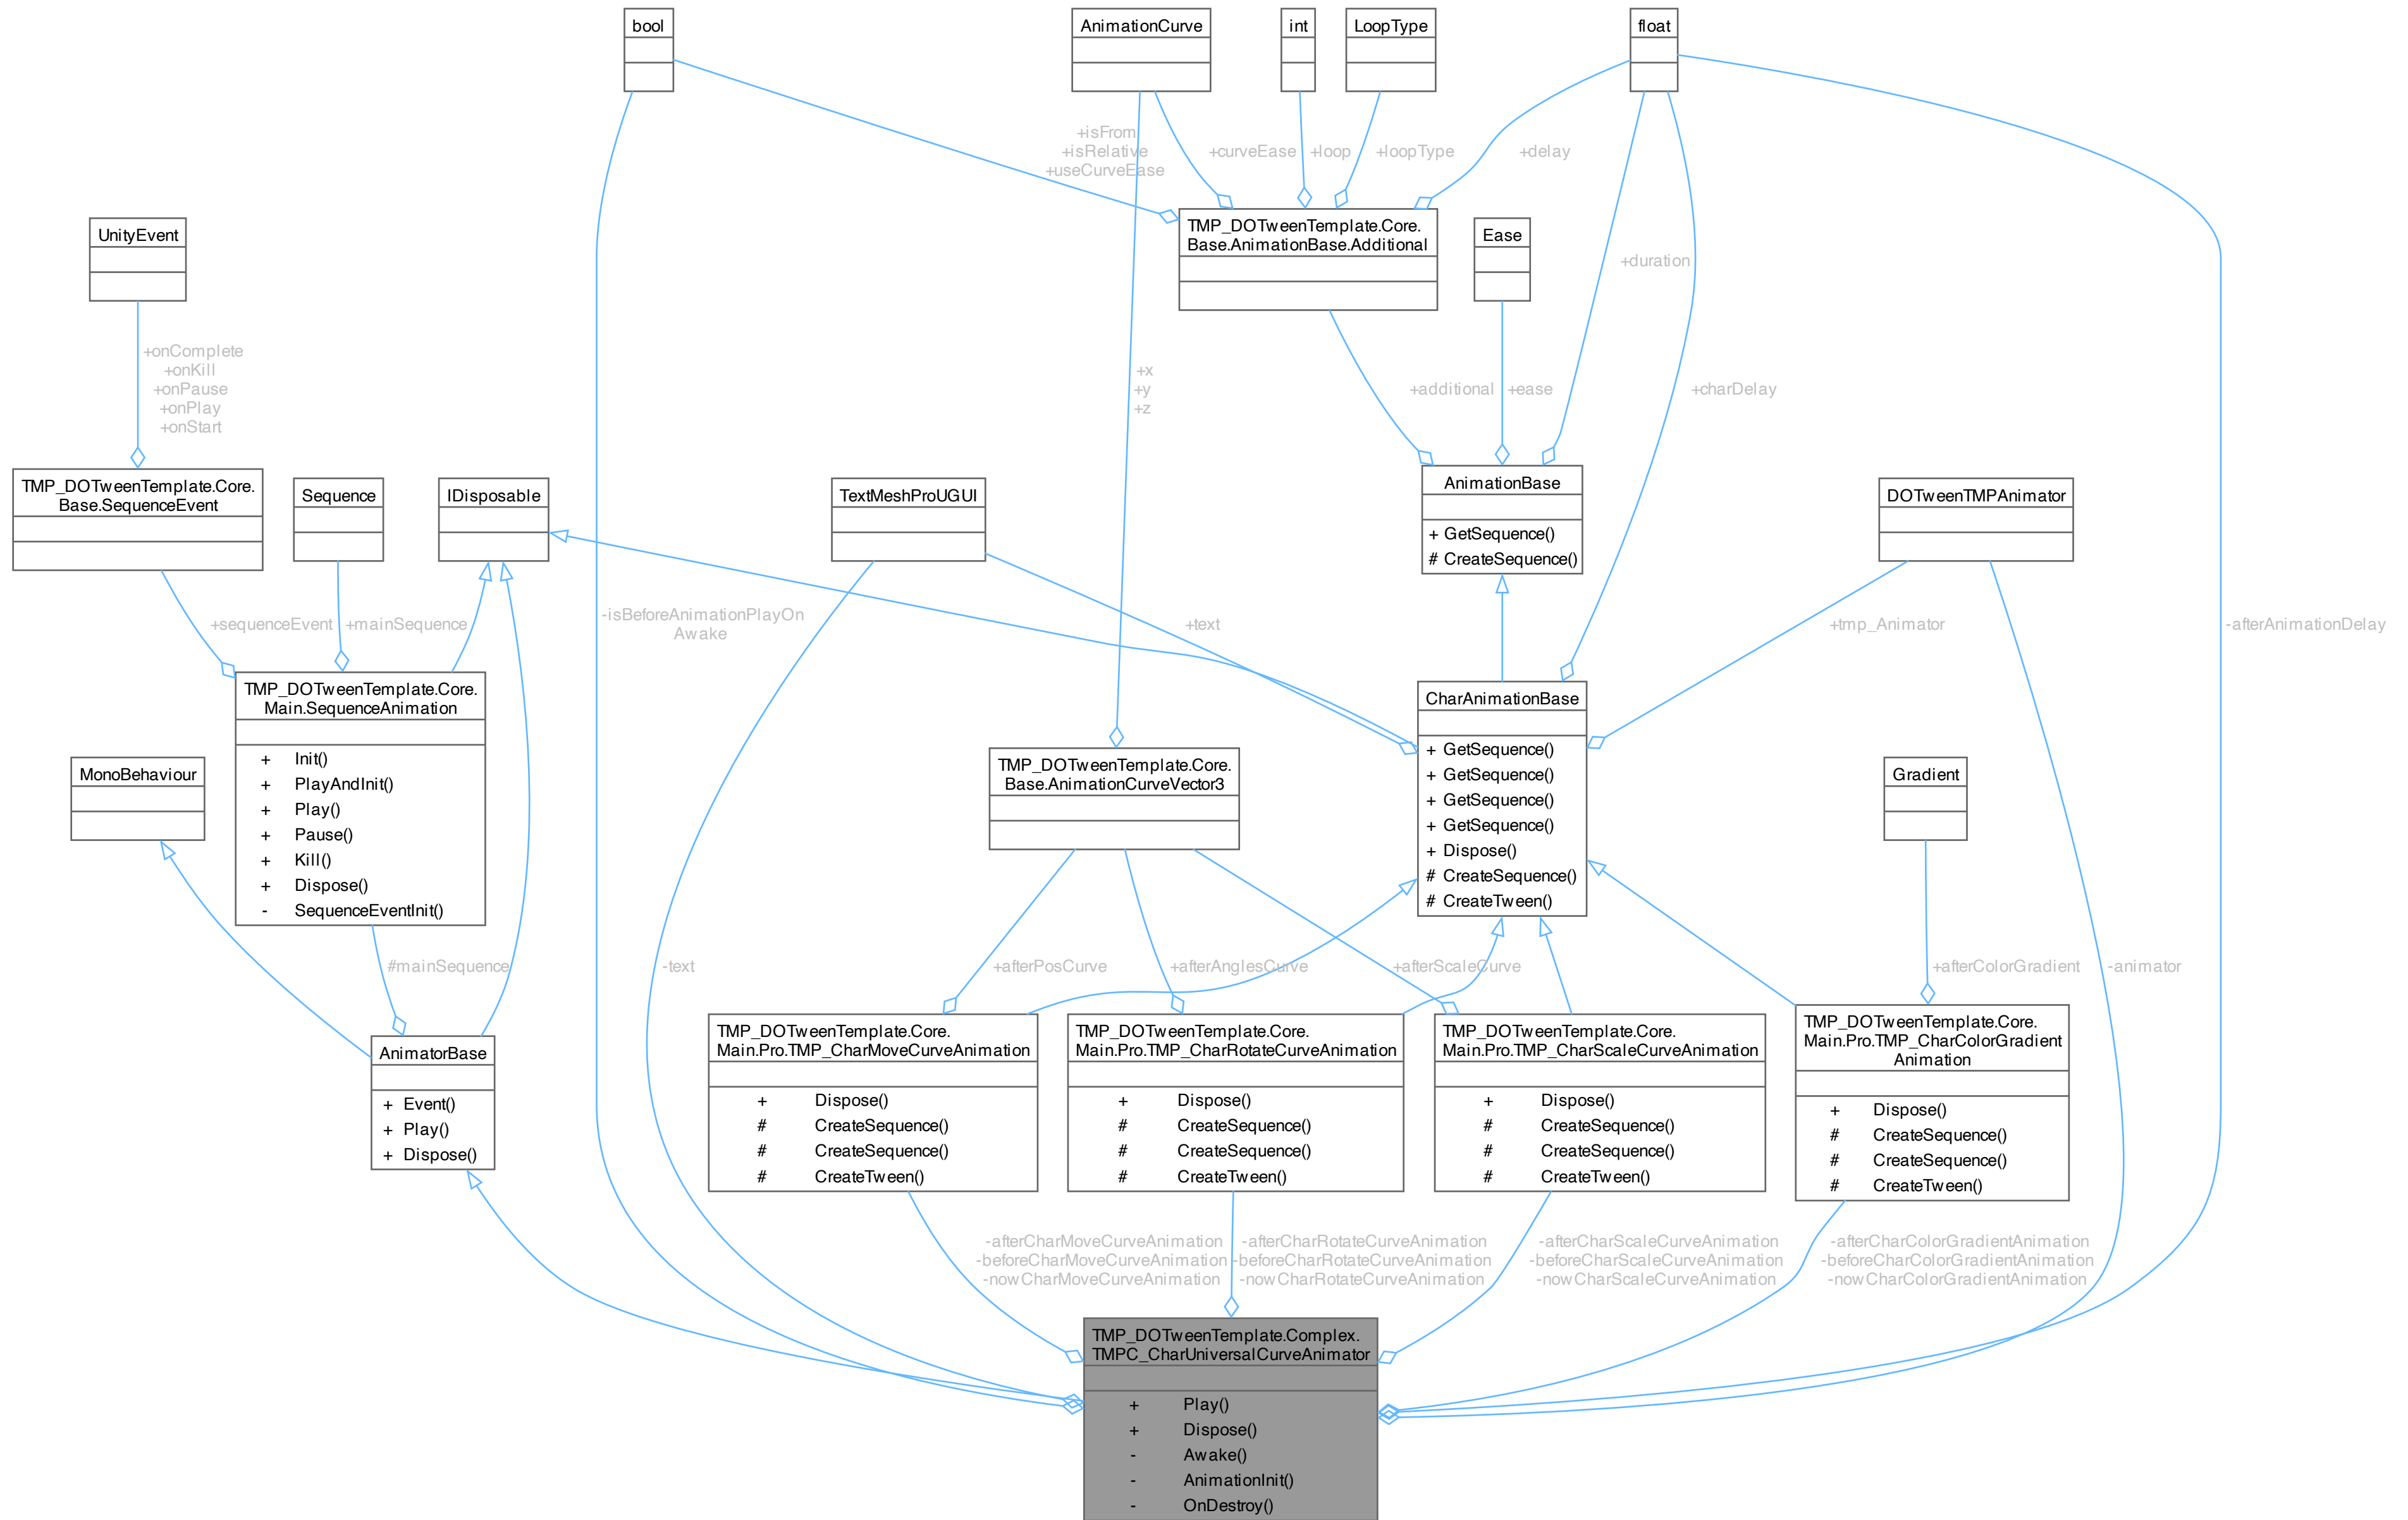 bool
AnimationCurve
int
LoopType
float
+isFrom
+isRelative
+useCurveEase
+curveEase
+loop
+loopType
+delay
UnityEvent
TMP_DOTweenTemplate.Core.
Base.AnimationBase.Additional
Ease
+duration
+onComplete
+onKill
+onPause
+onPlay
+onStart
+x
+y
+z
+additional
+ease
+charDelay
TMP_DOTweenTemplate.Core.
Base.SequenceEvent
Sequence
IDisposable
TextMeshProUGUI
AnimationBase
+ GetSequence()
# CreateSequence()
DOTweenTMPAnimator
+sequenceEvent
+mainSequence
-isBeforeAnimationPlayOn
Awake
+text
+tmp_Animator
-afterAnimationDelay
TMP_DOTweenTemplate.Core.
Main.SequenceAnimation
+ Init()
+ PlayAndInit()
+ Play()
+ Pause()
+ Kill()
+ Dispose()
- SequenceEventInit()
MonoBehaviour
TMP_DOTweenTemplate.Core.
Base.AnimationCurveVector3
CharAnimationBase
+ GetSequence()
+ GetSequence()
+ GetSequence()
+ GetSequence()
+ Dispose()
# CreateSequence()
# CreateTween()
Gradient
#mainSequence
-text
+afterPosCurve
+afterAnglesCurve
+afterScaleCurve
+afterColorGradient
-animator
AnimatorBase
+ Event()
+ Play()
+ Dispose()
TMP_DOTweenTemplate.Core.
Main.Pro.TMP_CharMoveCurveAnimation
+ Dispose()
# CreateSequence()
# CreateSequence()
# CreateTween()
TMP_DOTweenTemplate.Core.
Main.Pro.TMP_CharRotateCurveAnimation
+ Dispose()
# CreateSequence()
# CreateSequence()
# CreateTween()
TMP_DOTweenTemplate.Core.
Main.Pro.TMP_CharScaleCurveAnimation
+ Dispose()
# CreateSequence()
# CreateSequence()
# CreateTween()
TMP_DOTweenTemplate.Core.
Main.Pro.TMP_CharColorGradient
Animation
+ Dispose()
# CreateSequence()
# CreateSequence()
# CreateTween()
-afterCharMoveCurveAnimation
-beforeCharMoveCurveAnimation
-nowCharMoveCurveAnimation
-afterCharRotateCurveAnimation
-beforeCharRotateCurveAnimation
-nowCharRotateCurveAnimation
-afterCharScaleCurveAnimation
-beforeCharScaleCurveAnimation
-nowCharScaleCurveAnimation
-afterCharColorGradientAnimation
-beforeCharColorGradientAnimation
-nowCharColorGradientAnimation
TMP_DOTweenTemplate.Complex.
TMPC_CharUniversalCurveAnimator
+ Play()
+ Dispose()
- Awake()
- AnimationInit()
- OnDestroy()